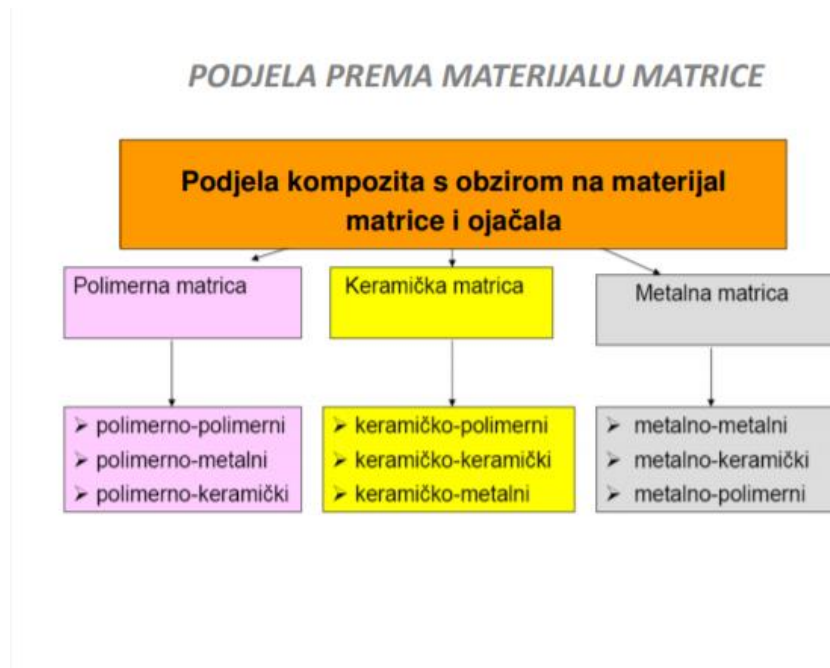 PODJELA PREMA MATERIJALU MATRICE
Podjela kompozita s obzirom na materijal
matrice i ojačala
Polimerna matrica
Keramička matrica
Metalna matrica
➢ polimerno-polimerni
➢ polimerno-metalni
➢ polimerno-keramički
➢ keramičko-polimerni
➢ keramičko-keramički
➢ keramičko-metalni
➢ metalno-metalni
➢ metalno-keramički
➢ metalno-polimerni